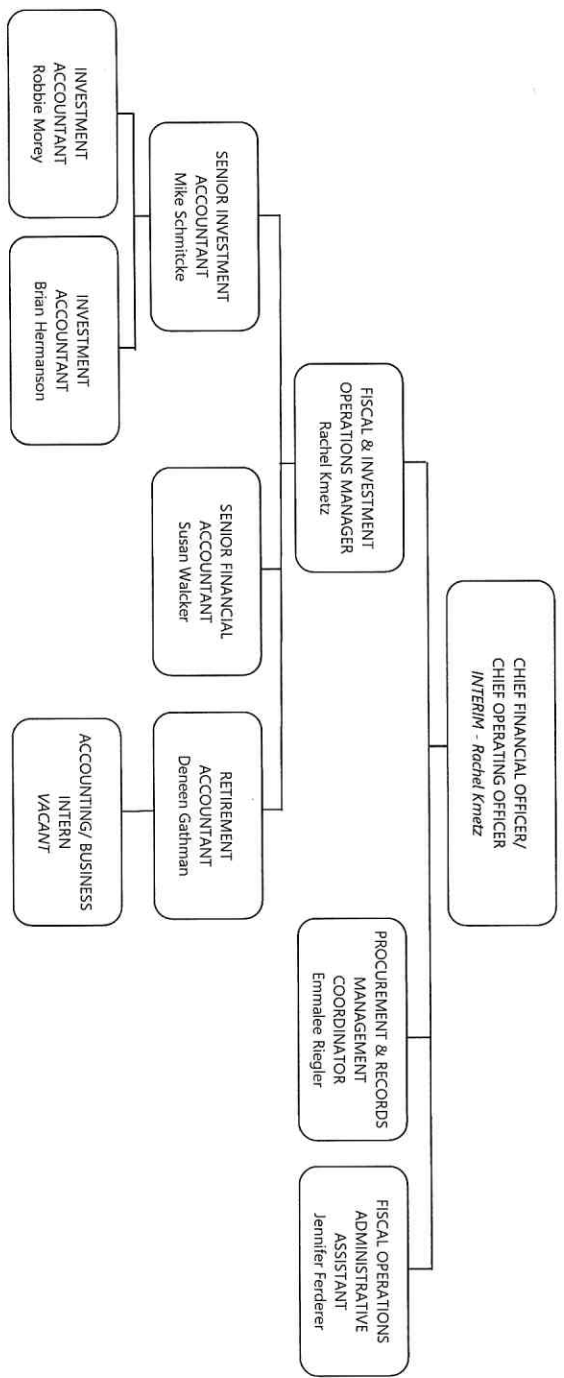 CHIEF FINANCIAL OFFICER/
CHIEF OPERATING OFFICER
INTERIM - Rachel Kmetz
FISCAL & INVESTMENT
OPERATIONS MANAGER
Rachel Kmetz
PROCUREMENT & RECORDS
MANAGEMENT
COORDINATOR
Emmalee Riegler
FISCAL OPERATIONS
ADMINISTRATIVE
ASSISTANT
Jennifer Ferderer
SENIOR INVESTMENT
ACCOUNTANT
Mike Schmitcke
SENIOR FINANCIAL
ACCOUNTANT
Susan Walcker
RETIREMENT
ACCOUNTANT
Deneen Gathman
INVESTMENT
ACCOUNTANT
Robbie Morey
INVESTMENT
ACCOUNTANT
Brian Hermanson
ACCOUNTING/ BUSINESS
INTERN
VACANT